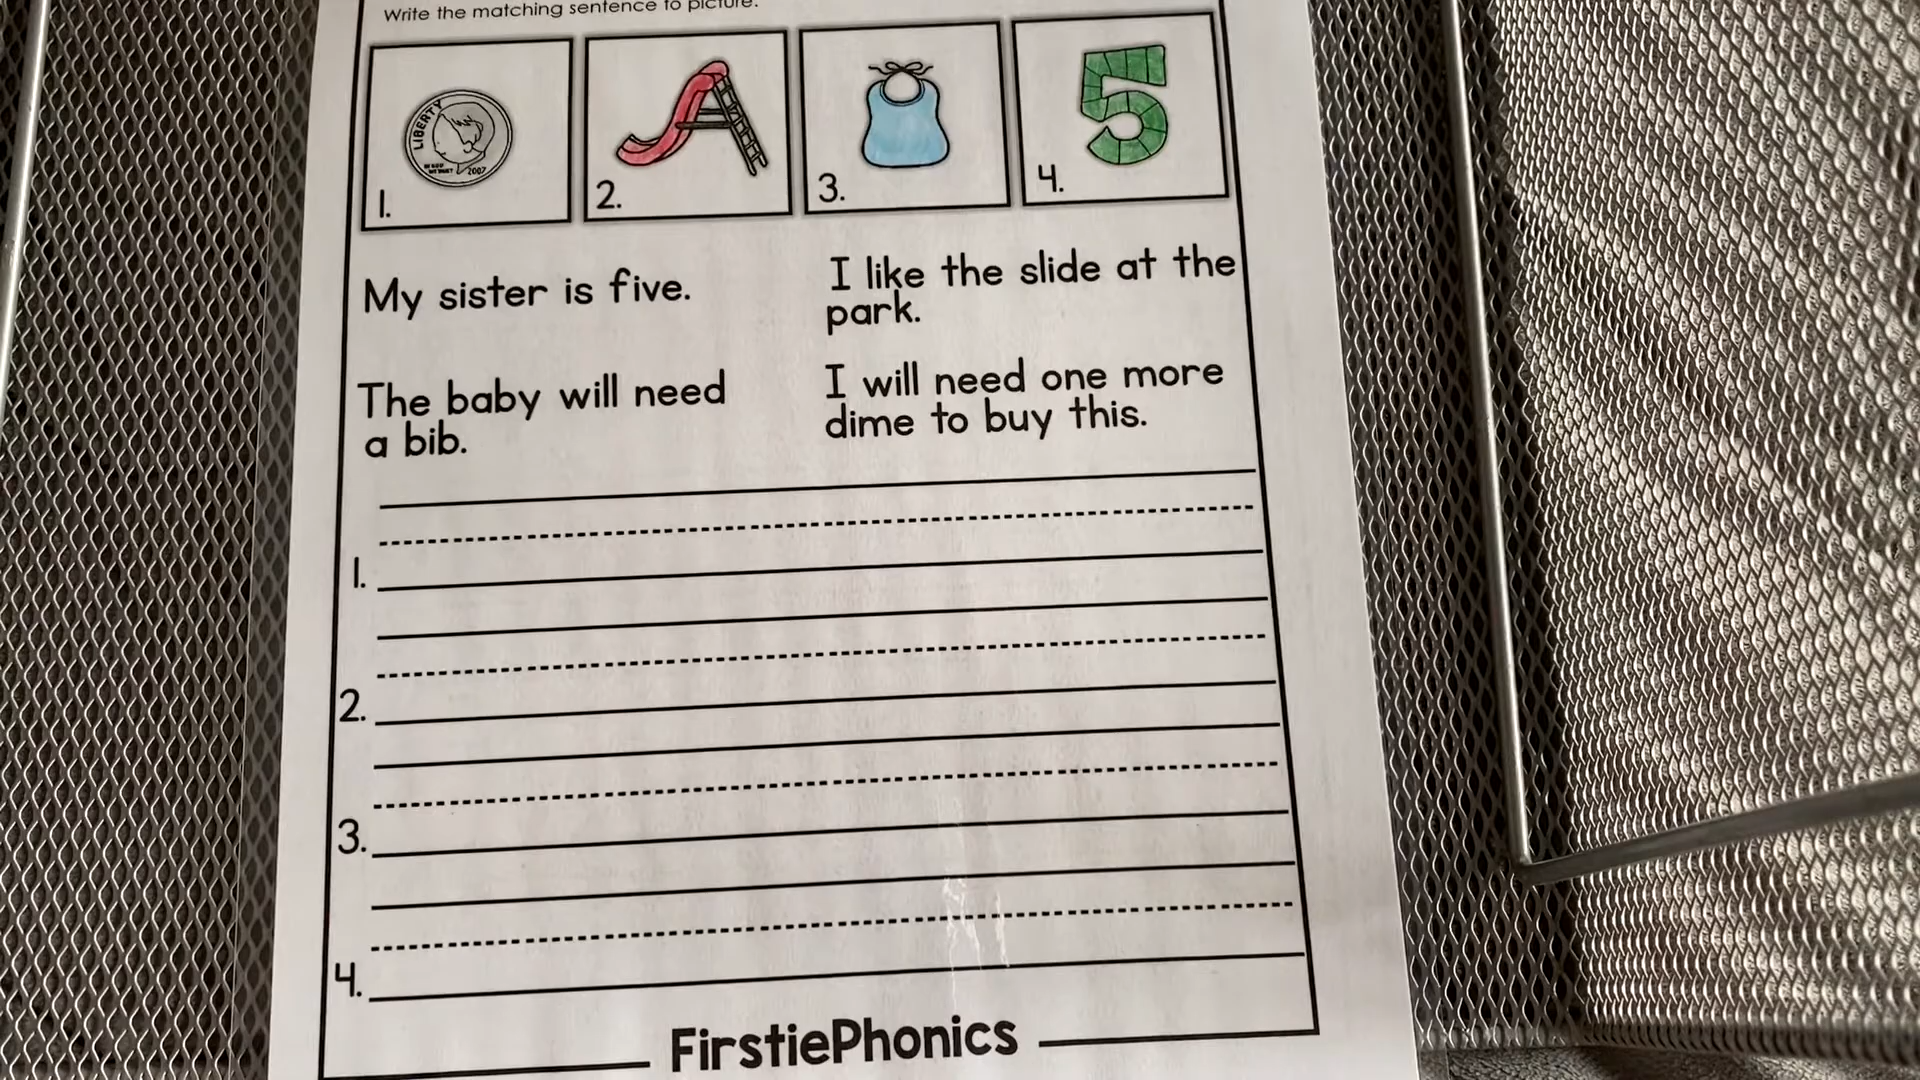 Write the matching sentence to picture.
LIBERTY
2007
1.
2.
3.
4.
My sister is five.
I like the slide at the
park.
The baby will need
a bib.
I will need one more
dime to buy this.
1.
2.
3.
4.
FirstiePhonics